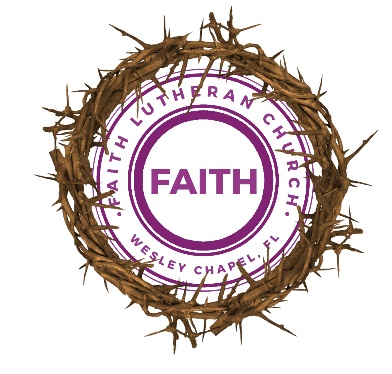 • FAITH LUTHERAN CHURCH •
FAITH
WESLEY CHAPEL, FL